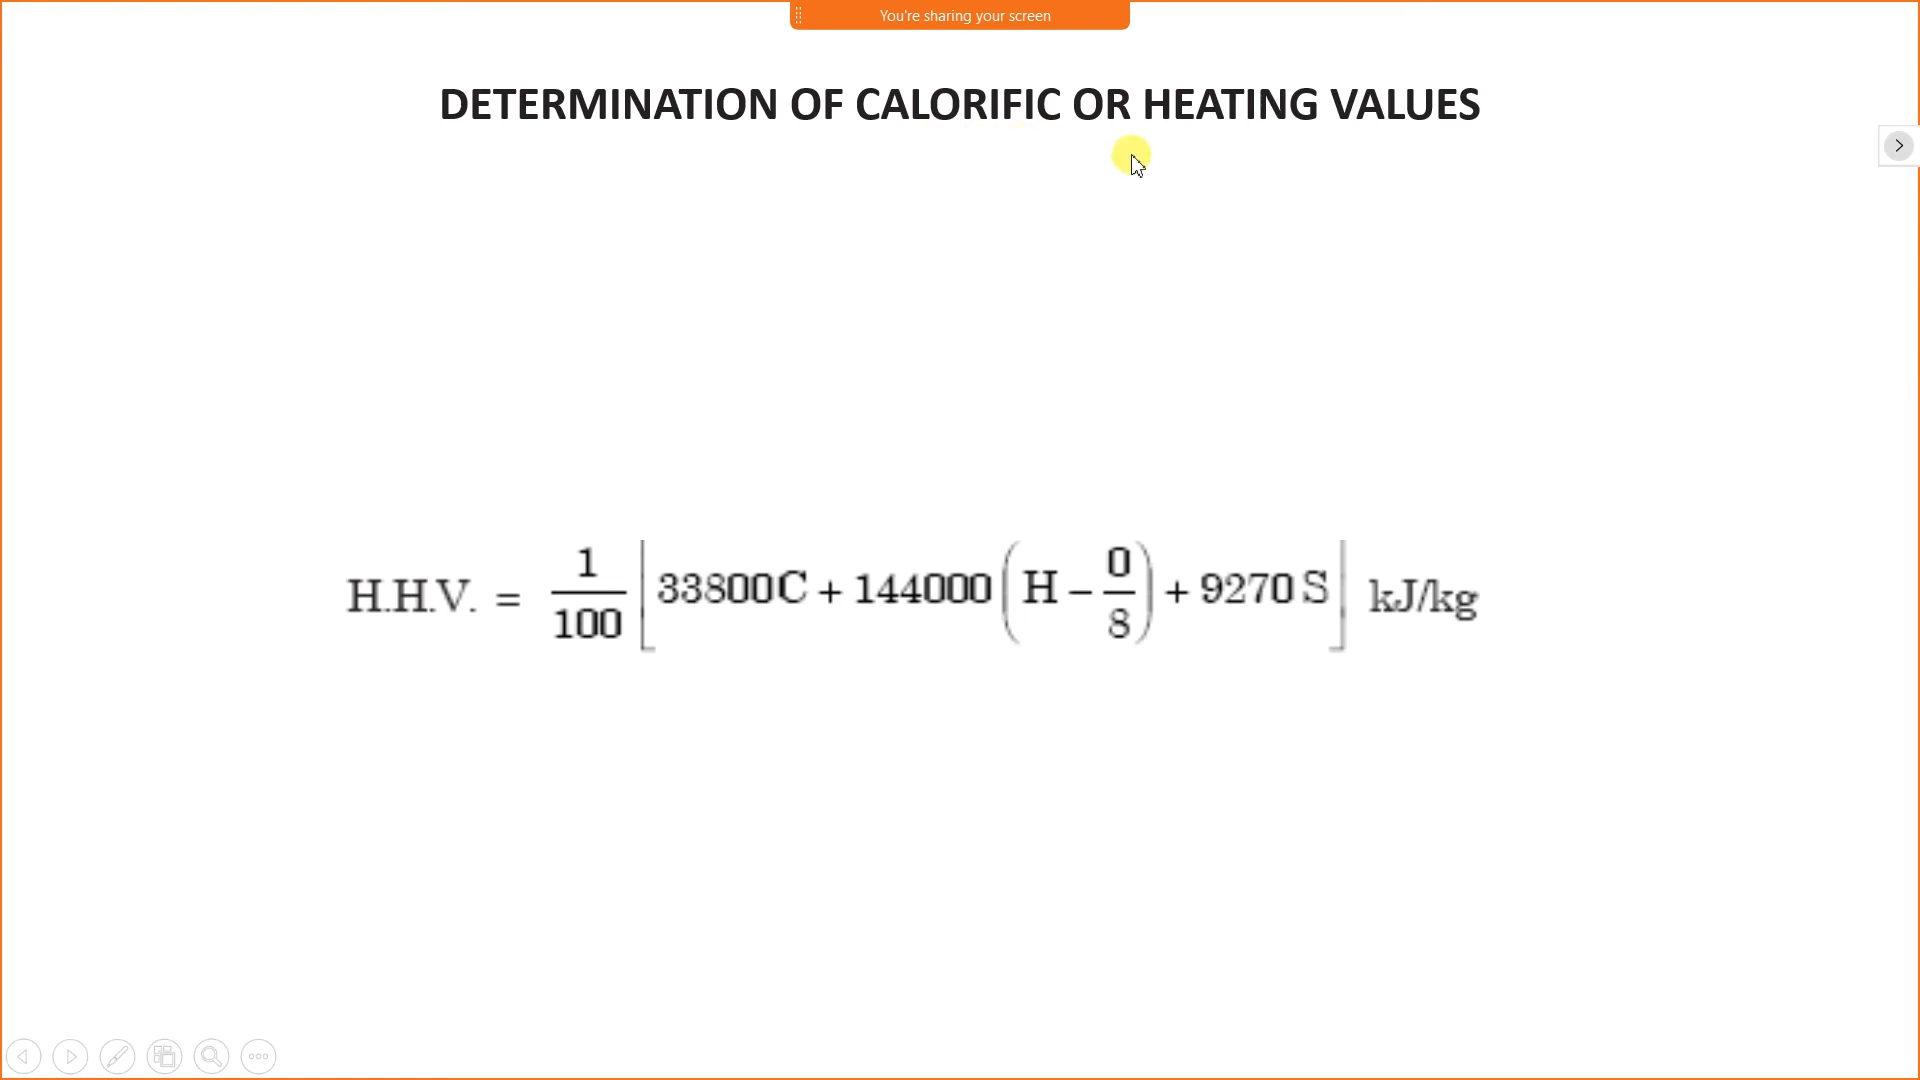 You're sharing your screen
DETERMINATION OF CALORIFIC OR HEATING VALUES
H.H.V. = 1/100 [33800C + 144000 (H − 0/8) + 9270 S] kJ/kg